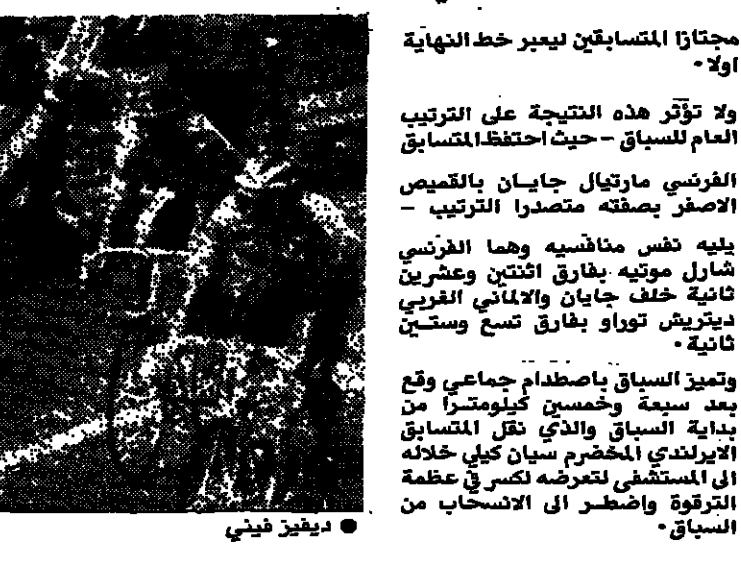 مجتازا المتسابقين ليعبر خط النهاية
اولا •
ولا تؤثر هذه النتيجة على الترتيب
العام للسباق – حيث احتفظ المتسابق
الفرنسي مارتيال جايــان بالقميص
الاصفر بصفته متصدرا الترتيب –
يليه نفس منافسيه وهما الفرنسي
شارل موتيه بفارق اثنتين وعشرين
ثانية خلف جايان والالماني الغربي
ديتريش توراو بفارق تسع وستــين
ثانية •
وتميز السباق باصطدام جماعي وقع
بعد سبعة وخمسين كيلومتــرا من
بداية السباق والذي نقل المتسابق
الايرلندي المخضرم سيان كيلي خلاله
الى المستشفى لتعرضه لكسر في عظمة
الترقوة واضطــر الى الانسحاب من
السباق •
● ديفيز فيني